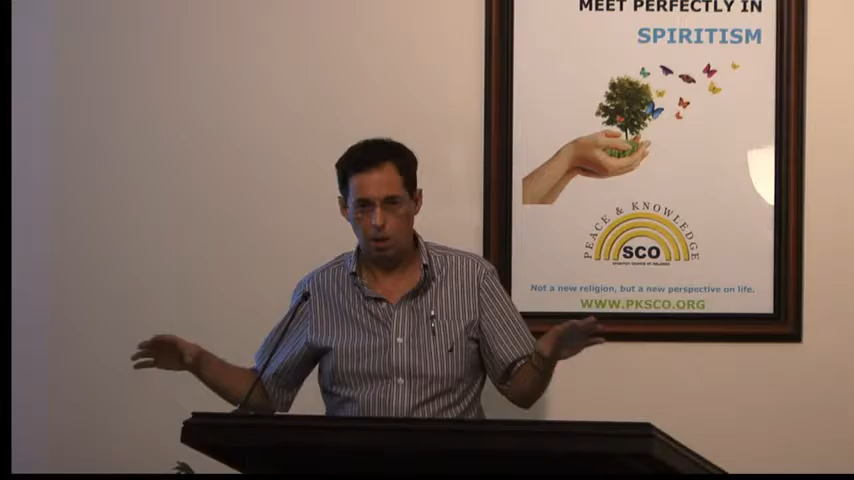 MEET PERFECTLY IN
SPIRITISM
PEACE & KNOWLEDGE
SCO
Not a new religion, but a new perspective on life.
WWW.PKSCO.ORG